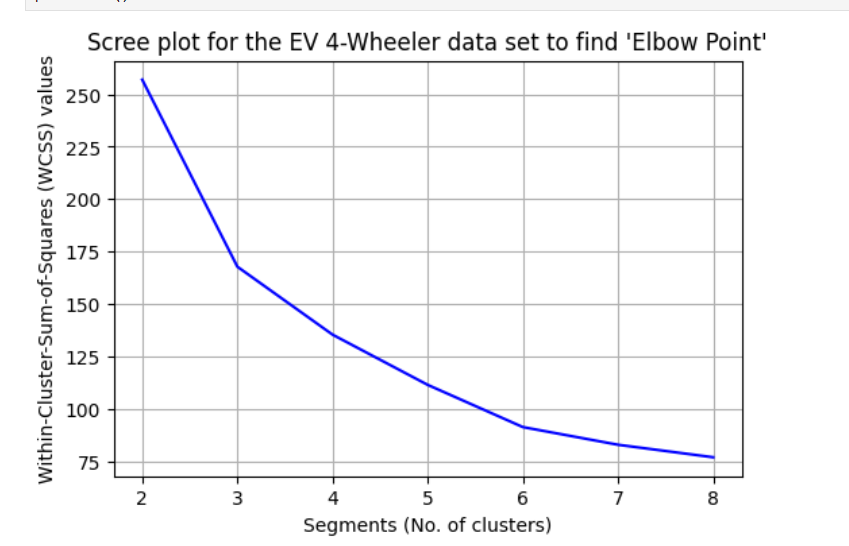 Scree plot for the EV 4-Wheeler data set to find 'Elbow Point'
Within-Cluster-Sum-of-Squares (WCSS) values
250
225
200
175
150
125
100
75
2 3 4 5 6 7 8
Segments (No. of clusters)